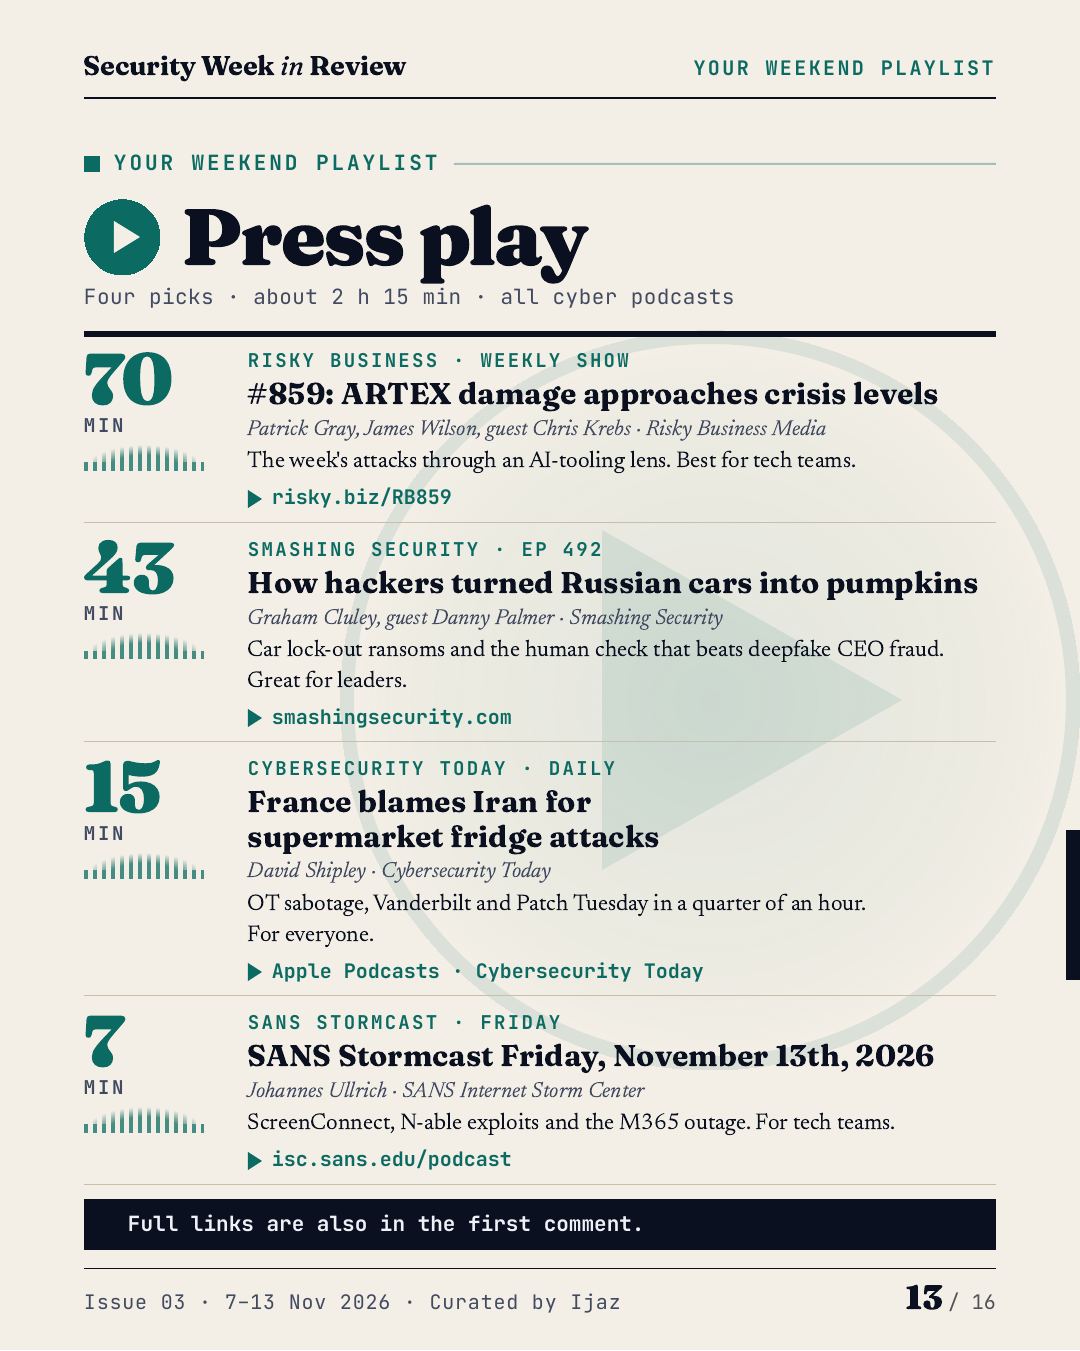 Security Week in Review
YOUR WEEKEND PLAYLIST
YOUR WEEKEND PLAYLIST
Press play
Four picks · about 2 h 15 min · all cyber podcasts
70
MIN
RISKY BUSINESS · WEEKLY SHOW
#859: ARTEX damage approaches crisis levels
Patrick Gray, James Wilson, guest Chris Krebs · Risky Business Media
The week's attacks through an AI-tooling lens. Best for tech teams.
risky.biz/RB859
43
MIN
SMASHING SECURITY · EP 492
How hackers turned Russian cars into pumpkins
Graham Cluley, guest Danny Palmer · Smashing Security
Car lock-out ransoms and the human check that beats deepfake CEO fraud.
Great for leaders.
smashingsecurity.com
15
MIN
CYBERSECURITY TODAY · DAILY
France blames Iran for
supermarket fridge attacks
David Shipley · Cybersecurity Today
OT sabotage, Vanderbilt and Patch Tuesday in a quarter of an hour.
For everyone.
Apple Podcasts · Cybersecurity Today
7
MIN
SANS STORMCAST · FRIDAY
SANS Stormcast Friday, November 13th, 2026
Johannes Ullrich · SANS Internet Storm Center
ScreenConnect, N-able exploits and the M365 outage. For tech teams.
isc.sans.edu/podcast
Full links are also in the first comment.
Issue 03 · 7–13 Nov 2026 · Curated by Ijaz
13 / 16